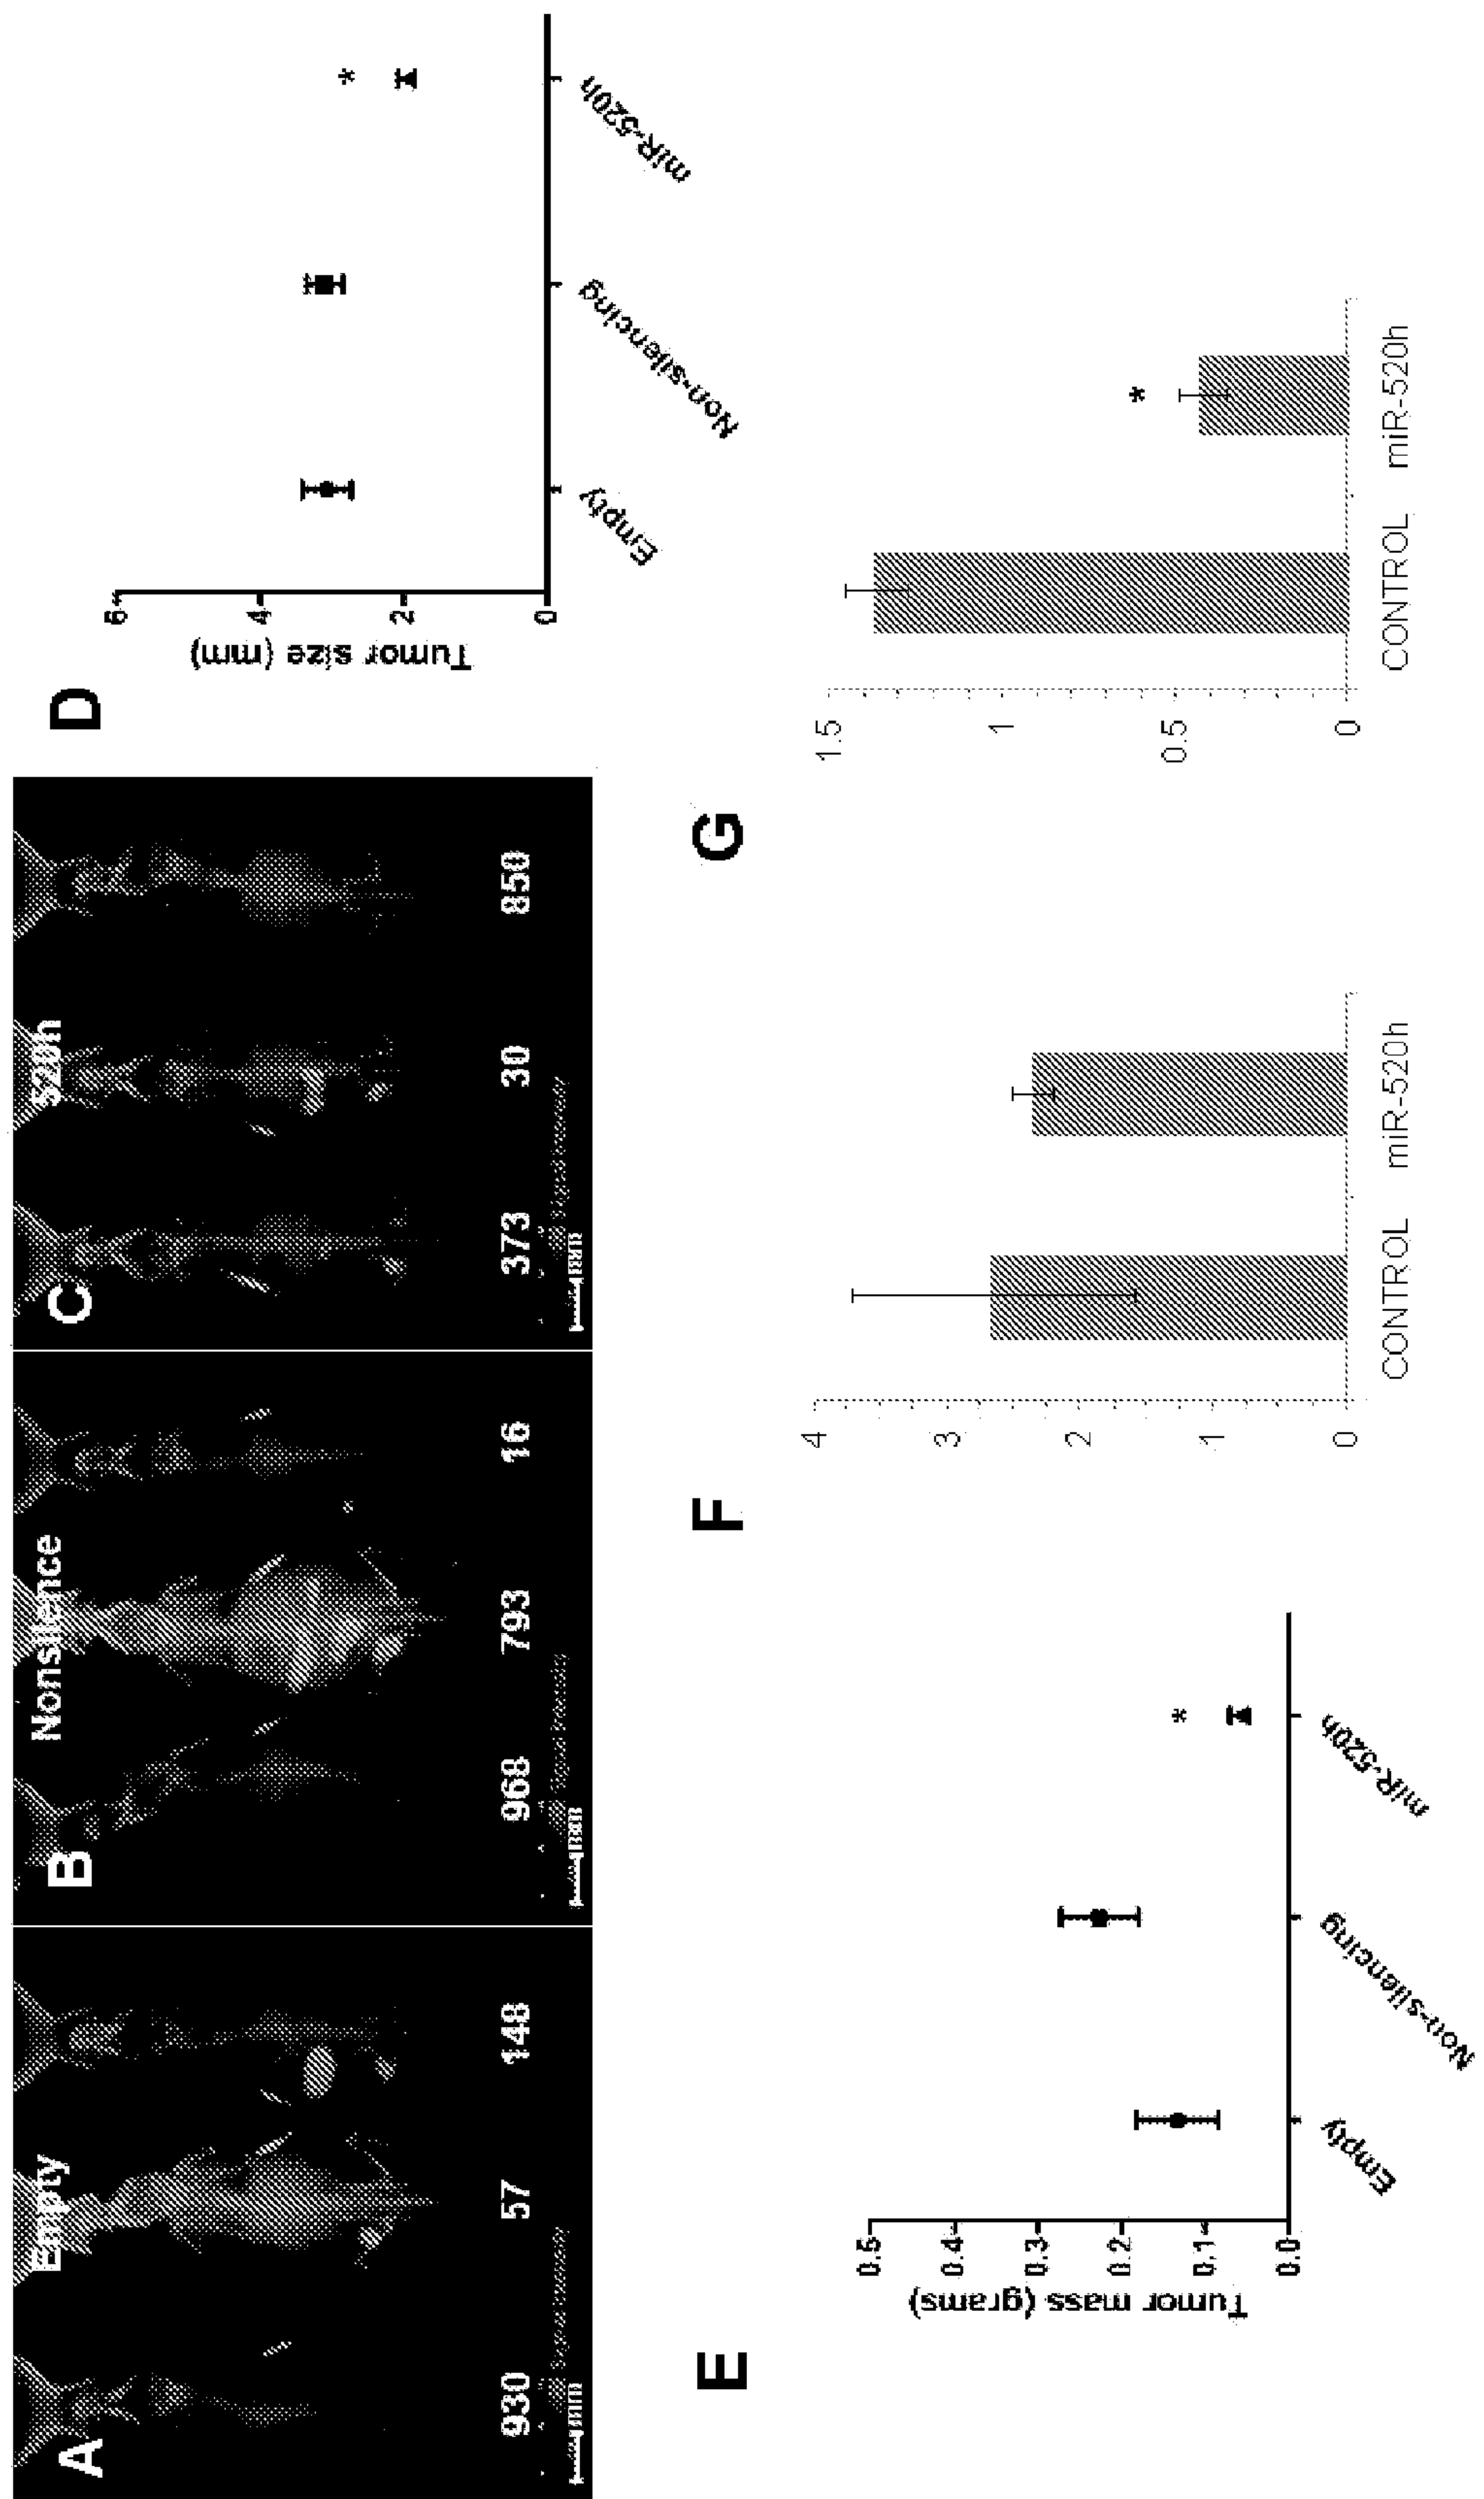 A
Empty
930 57 148
B
Nonsilence
968 793 16
C
520h
373 30 850
D
Tumor size (mm)
6
4
2
0
Empty
Non-silencing
miR-520h
*
E
Tumor mass (grams)
0.5
0.4
0.3
0.2
0.1
0.0
Empty
Non-silencing
miR-520h
*
F
4
3
2
1
0
CONTROL miR-520h
G
1.5
1
0.5
0
CONTROL miR-520h
*